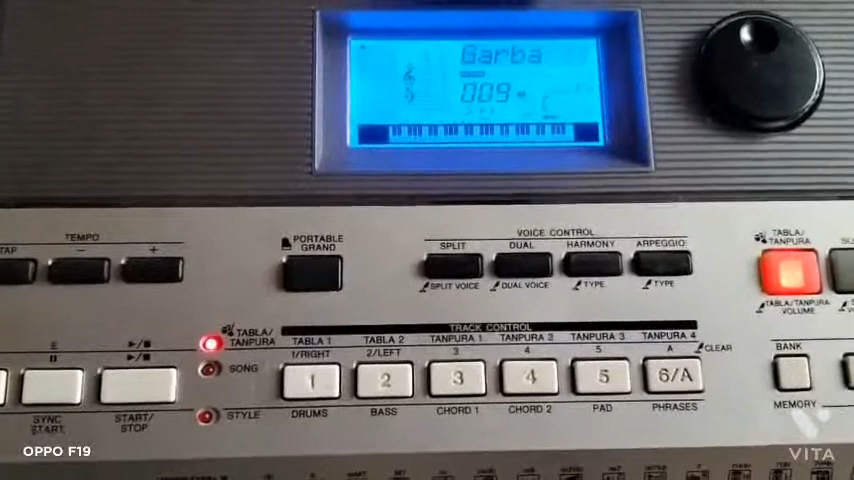 Garba
009
TEMPO
TAP - +
PORTABLE
GRAND
VOICE CONTROL
SPLIT DUAL HARMONY ARPEGGIO
SPLIT VOICE DUAL VOICE TYPE TYPE
TABLA/
TANPURA
TABLA/TANPURA
VOLUME
TRACK CONTROL
TABLA/
TANPURA
TABLA 1 TABLA 2 TANPURA 1 TANPURA 2 TANPURA 3 TANPURA 4
1/RIGHT 2/LEFT 3 4 5 A CLEAR
SONG
1 2 3 4 5 6/A
STYLE
DRUMS BASS CHORD 1 CHORD 2 PAD PHRASES
SYNC
START
START/
STOP
BANK
MEMORY
OPPO F19
VITA